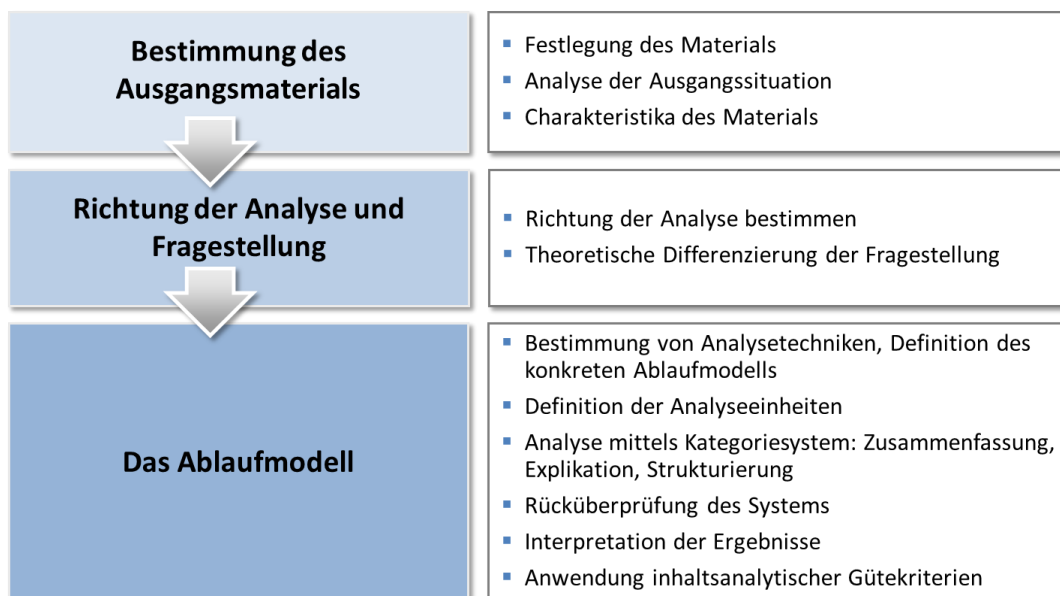 Bestimmung des
Ausgangsmaterials
▪ Festlegung des Materials
▪ Analyse der Ausgangssituation
▪ Charakteristika des Materials
Richtung der Analyse und
Fragestellung
▪ Richtung der Analyse bestimmen
▪ Theoretische Differenzierung der Fragestellung
Das Ablaufmodell
▪ Bestimmung von Analysetechniken, Definition des
konkreten Ablaufmodells
▪ Definition der Analyseeinheiten
▪ Analyse mittels Kategoriesystem: Zusammenfassung,
Explikation, Strukturierung
▪ Rücküberprüfung des Systems
▪ Interpretation der Ergebnisse
▪ Anwendung inhaltsanalytischer Gütekriterien